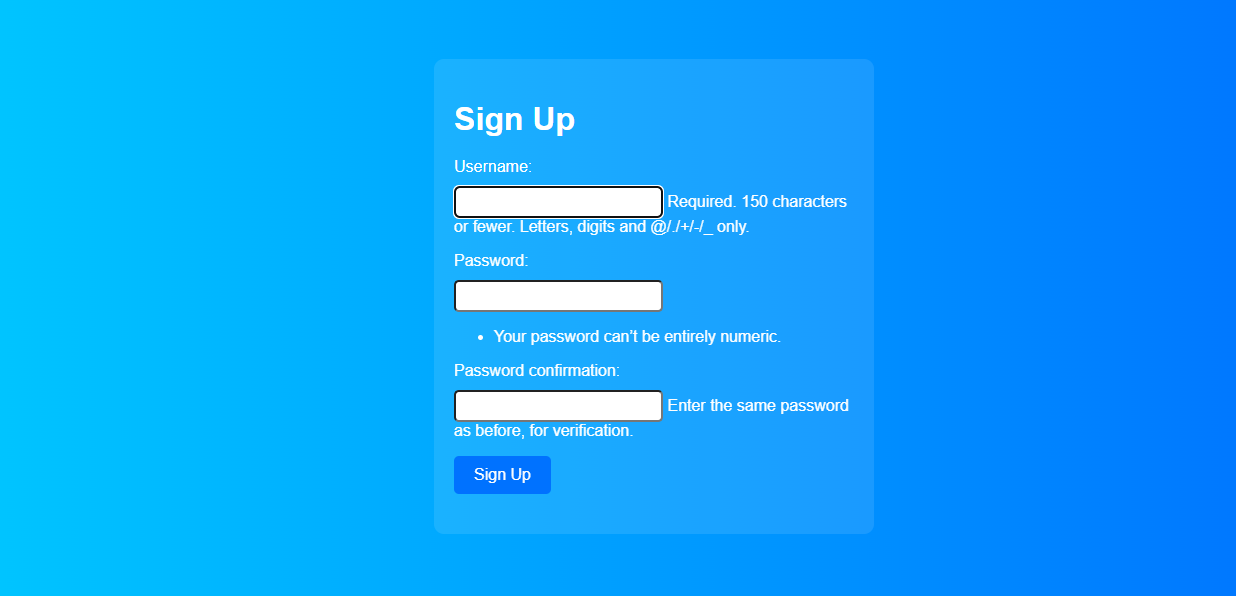 Sign Up
Username:
Required. 150 characters
or fewer. Letters, digits and @/./+/-/_ only.
Password:
• Your password can’t be entirely numeric.
Password confirmation:
Enter the same password
as before, for verification.
Sign Up